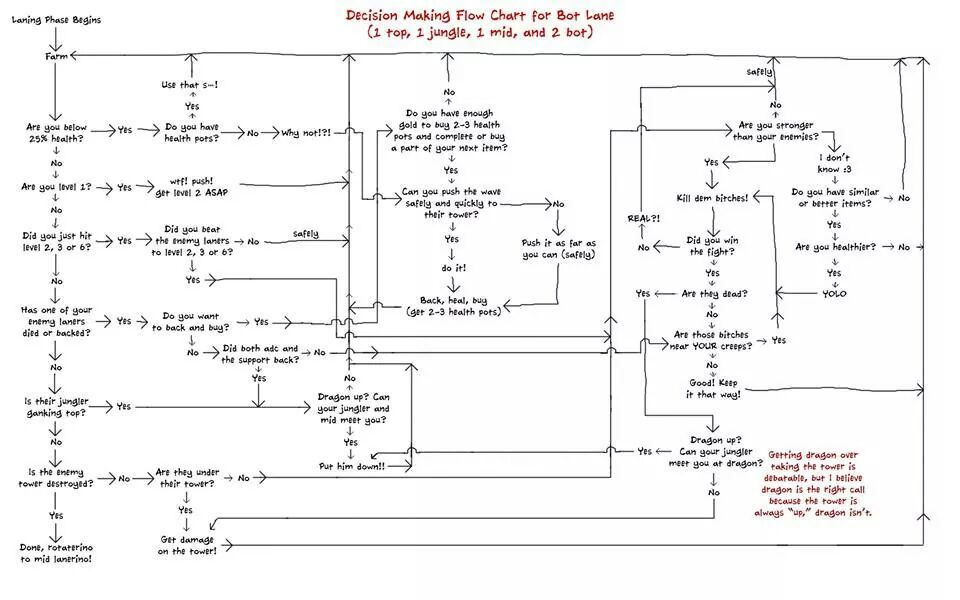 Decision Making Flow Chart for Bot Lane
(1 top, 1 jungle, 1 mid, and 2 bot)
Laning Phase Begins
Farm
safely
Use that s--!
No
Yes
No
Are you below
25% health?
Yes
Do you have
health pots?
No
Why not!?!
Do you have enough
gold to buy 2-3 health
pots and complete or buy
a part of your next item?
Are you stronger
than your enemies?
No
Yes
Yes
I don't
know :3
Are you level 1?
Yes
wtf! push!
get level 2 ASAP
Can you push the wave
safely and quickly to
their tower?
No
Kill dem bitches!
Do you have similar
or better items?
No
No
REAL?!
Did you just hit
level 2, 3 or 6?
Yes
Did you beat
the enemy laners
to level 2, 3 or 6?
No
safely
Yes
Push it as far as
you can (safely)
No
Did you win
the fight?
Yes
Are you healthier?
No
Yes
do it!
Yes
Yes
No
Yes
Are they dead?
YOLO
Back, heal, buy
(get 2-3 health pots)
Has one of your
enemy laners
died or backed?
Yes
Do you want
to back and buy?
Yes
No
Are those bitches
near YOUR creeps?
Yes
No
Did both adc and
the support back?
No
No
Yes
No
No
Good! Keep
it that way!
Is their jungler
ganking top?
Yes
Dragon up? Can
your jungler and
mid meet you?
No
Yes
Dragon up?
Can your jungler
meet you at dragon?
Yes
Put him down!!
Getting dragon over
taking the tower is
debatable, but I believe
dragon is the right call
because the tower is
always "up," dragon isn't.
Is the enemy
tower destroyed?
No
Are they under
their tower?
No
No
Yes
Yes
Get damage
on the tower!
Done, rotaterino
to mid lanerino!